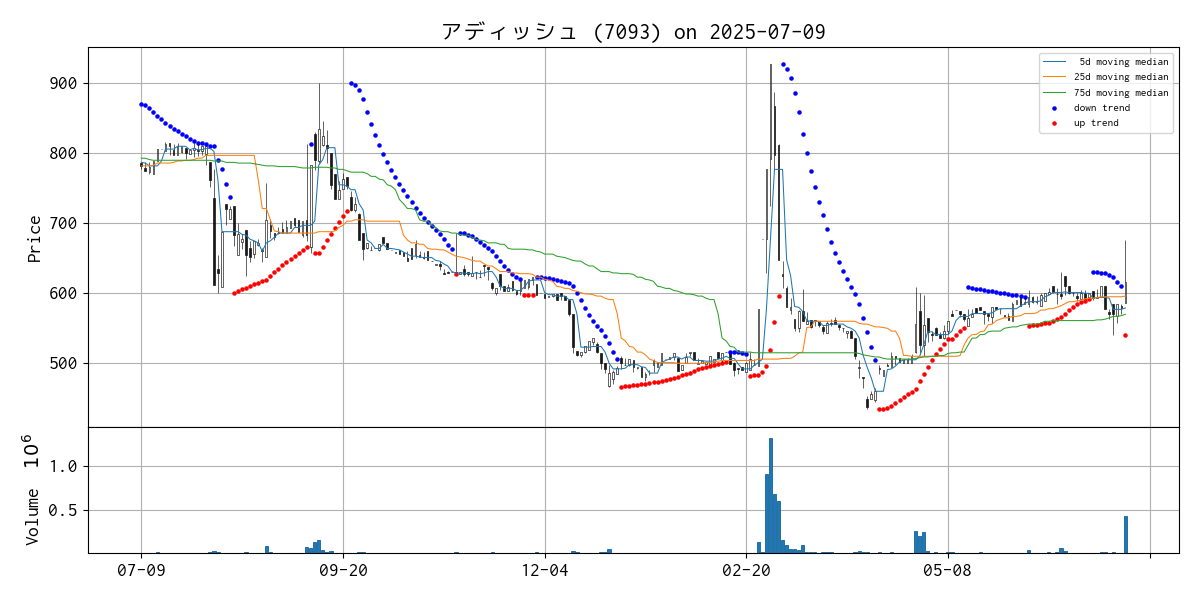 アディッシュ (7093) on 2025-07-09
5d moving median
25d moving median
75d moving median
down trend
up trend
Price
900
800
700
600
500
Volume 10^6
1.0
0.5
07-09 09-20 12-04 02-20 05-08